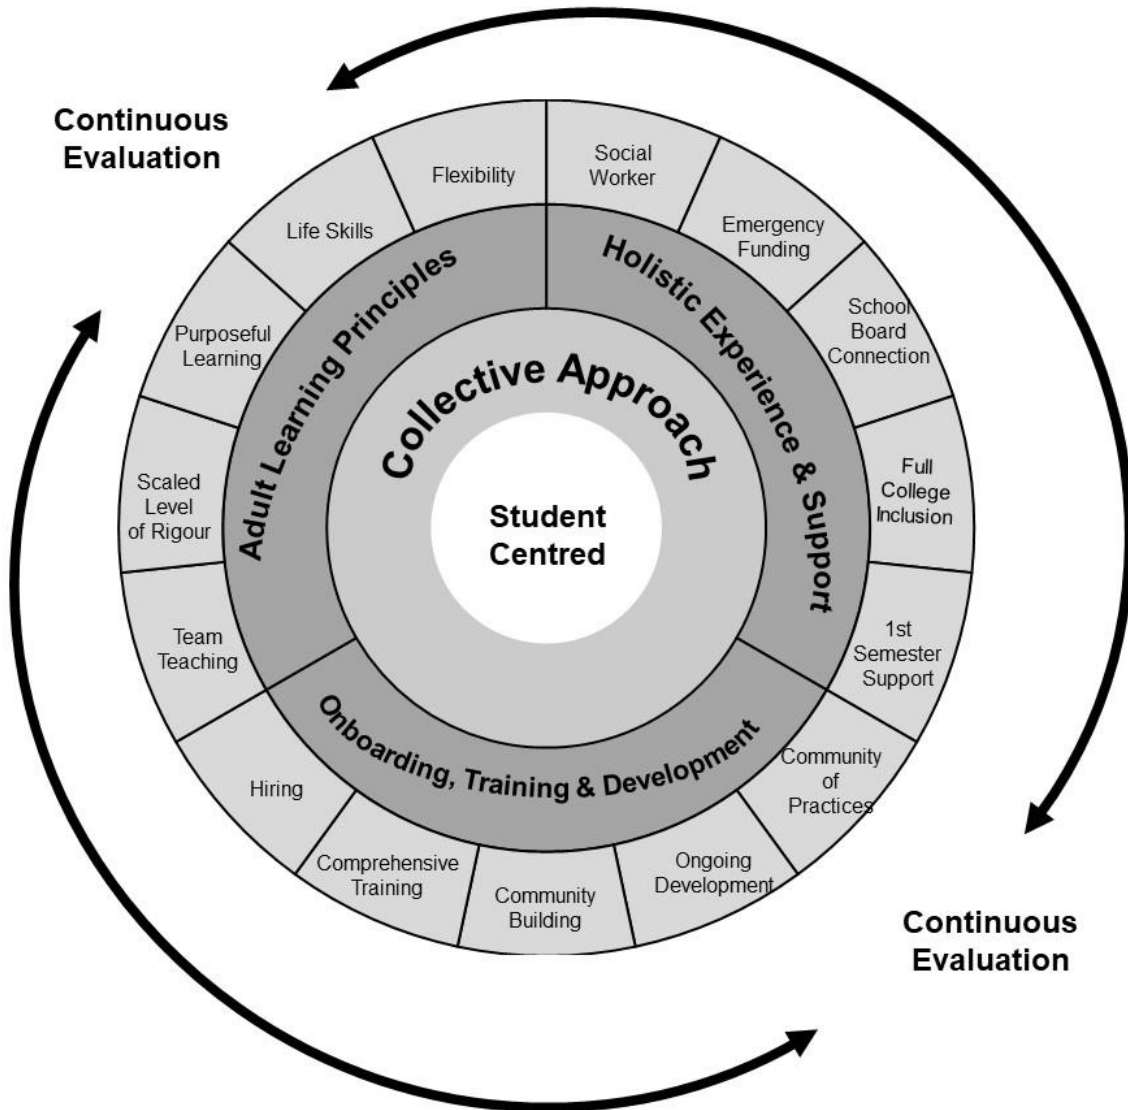 Continuous
Evaluation
Flexibility
Social
Worker
Life Skills
Emergency
Funding
Purposeful
Learning
School
Board
Connection
Scaled
Level
of Rigour
Full
College
Inclusion
Team
Teaching
1st
Semester
Support
Hiring
Community
of
Practices
Comprehensive
Training
Community
Building
Ongoing
Development
Adult Learning Principles
Holistic Experience & Support
Onboarding, Training & Development
Collective Approach
Student
Centred
Continuous
Evaluation